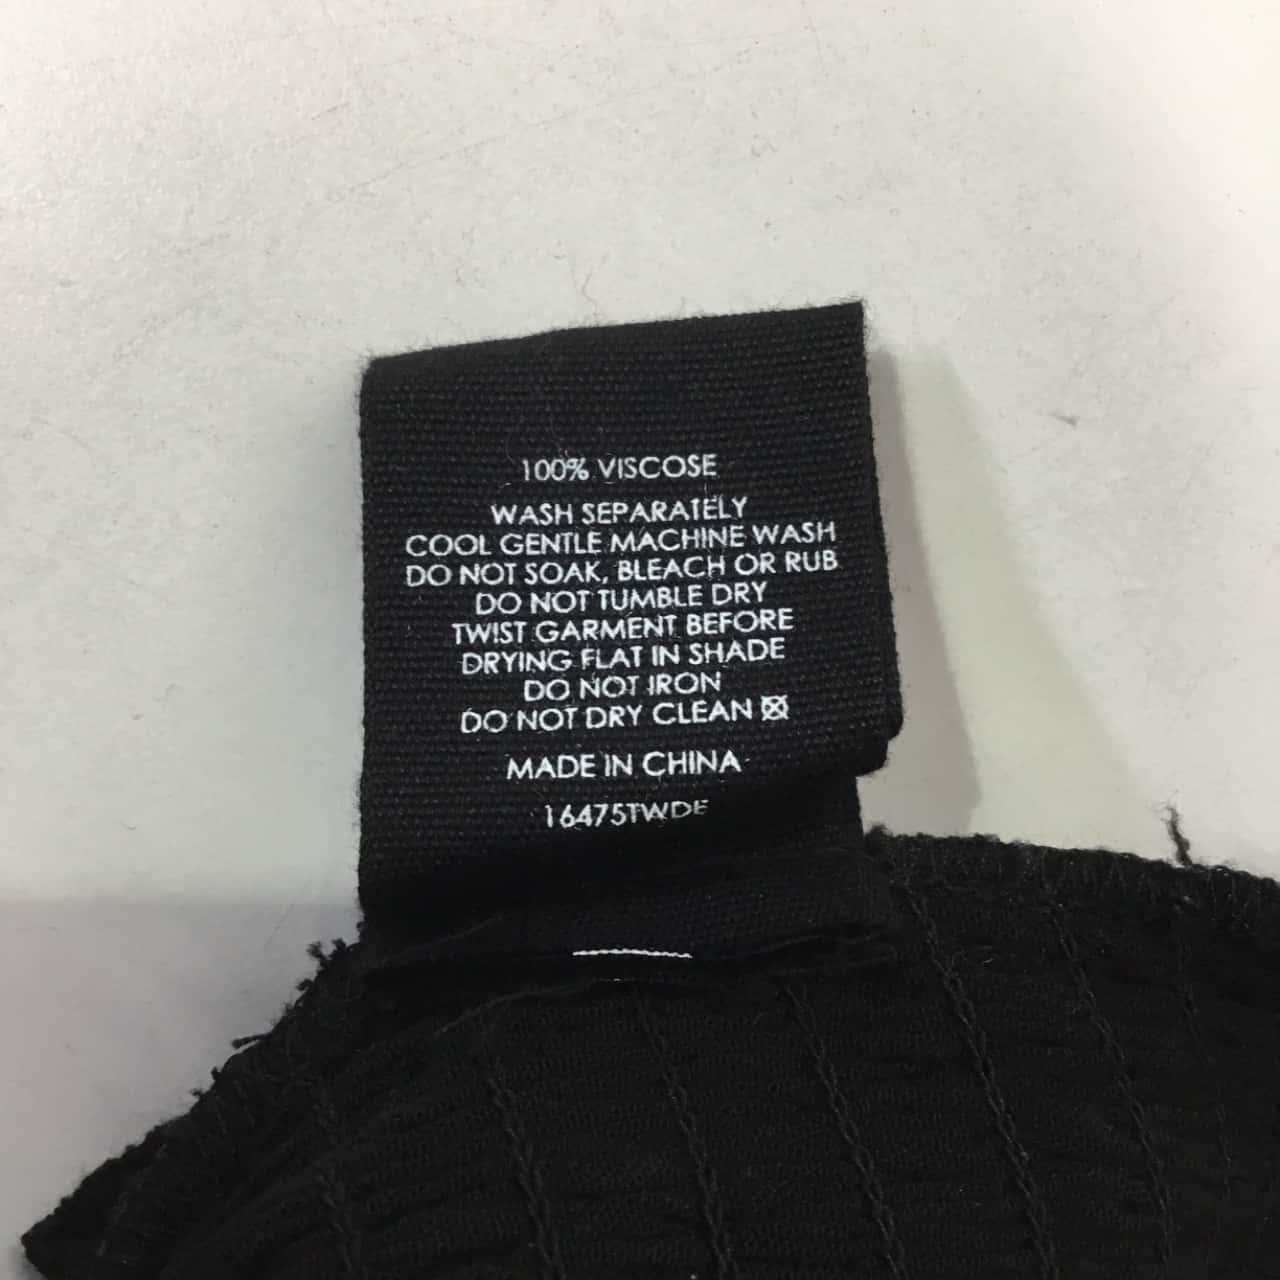 100% VISCOSE
WASH SEPARATELY
COOL GENTLE MACHINE WASH
DO NOT SOAK, BLEACH OR RUB
DO NOT TUMBLE DRY
TWIST GARMENT BEFORE
DRYING FLAT IN SHADE
DO NOT IRON
DO NOT DRY CLEAN
MADE IN CHINA
16475TWDE